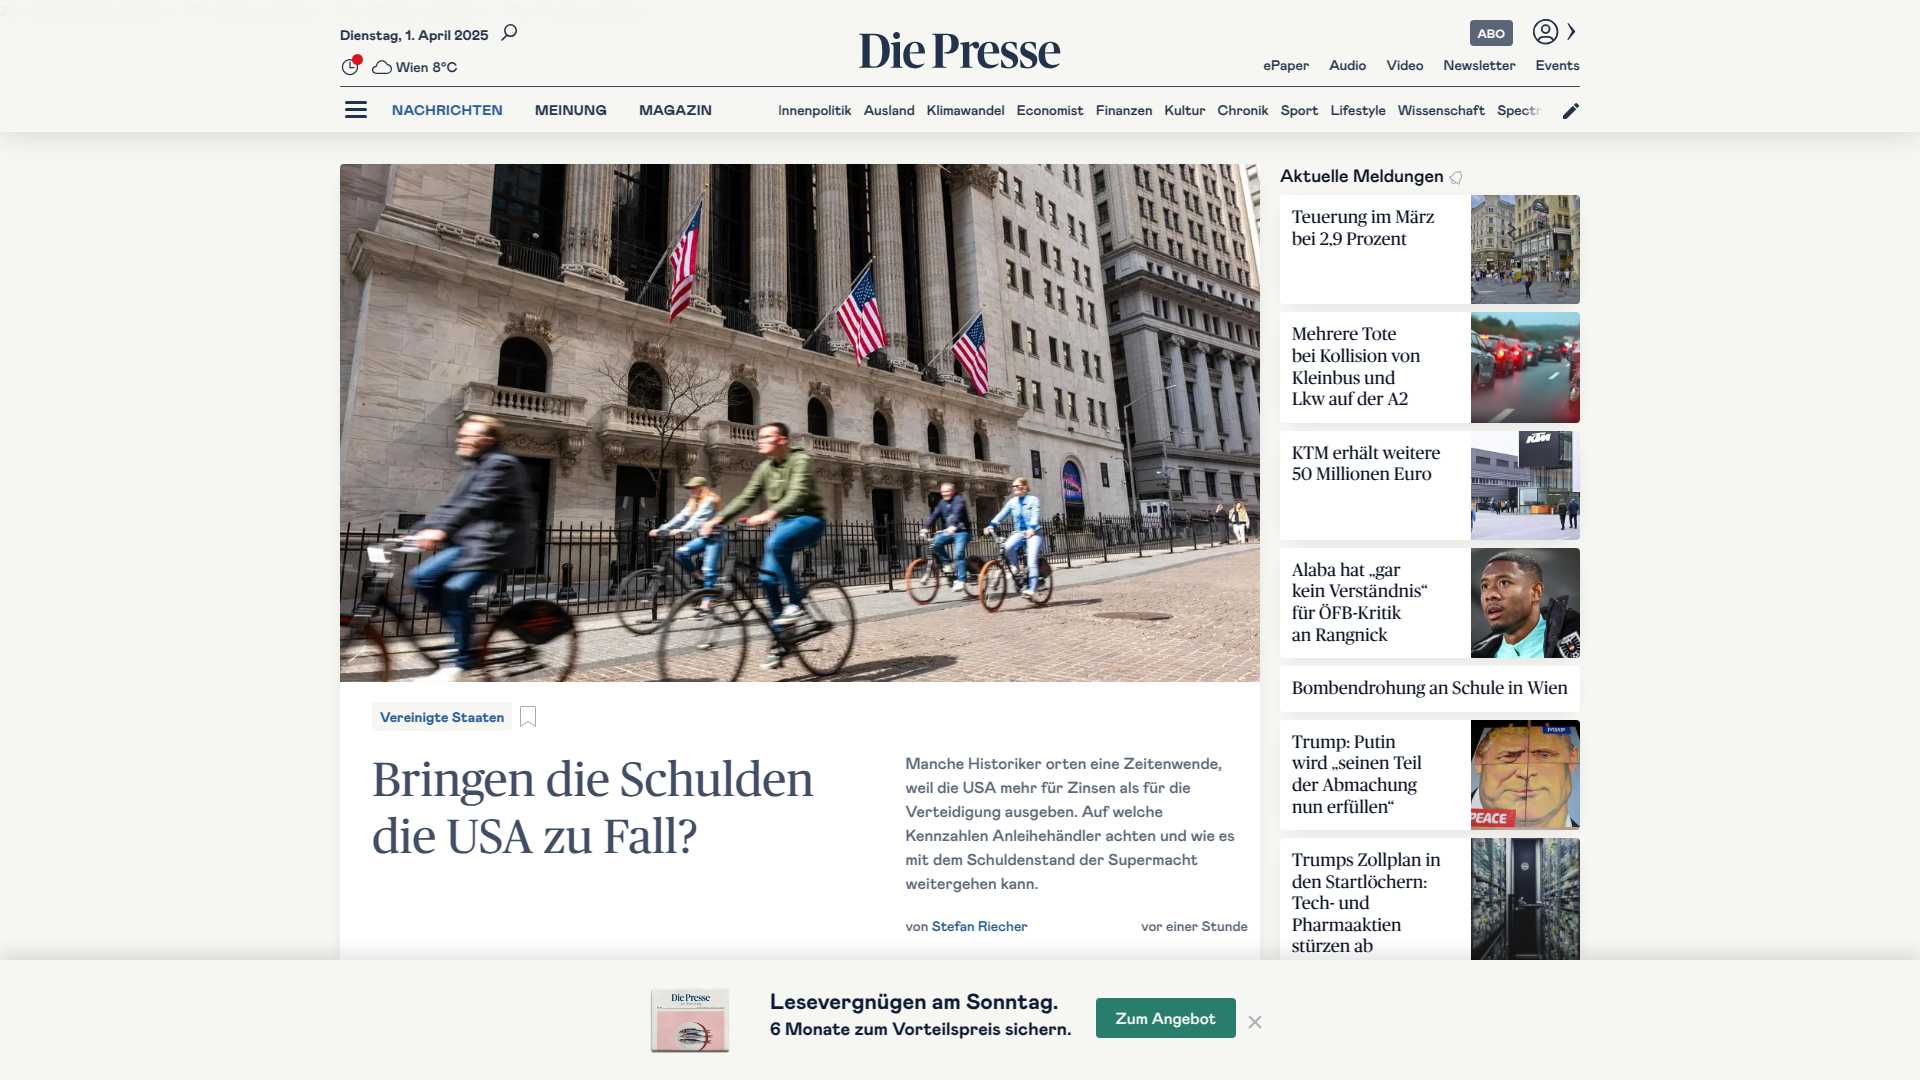 Dienstag, 1. April 2025
Wien 8°C
Die Presse
ABO
ePaper Audio Video Newsletter Events
NACHRICHTEN MEINUNG MAGAZIN
Innenpolitik Ausland Klimawandel Economist Finanzen Kultur Chronik Sport Lifestyle Wissenschaft Spectr
Vereinigte Staaten
Bringen die Schulden
die USA zu Fall?
Manche Historiker orten eine Zeitenwende,
weil die USA mehr für Zinsen als für die
Verteidigung ausgeben. Auf welche
Kennzahlen Anleihehändler achten und wie es
mit dem Schuldenstand der Supermacht
weitergehen kann.
von Stefan Riecher
vor einer Stunde
Aktuelle Meldungen
Teuerung im März
bei 2,9 Prozent
Mehrere Tote
bei Kollision von
Kleinbus und
Lkw auf der A2
KTM erhält weitere
50 Millionen Euro
KTM
Alaba hat „gar
kein Verständnis“
für ÖFB-Kritik
an Rangnick
Bombendrohung an Schule in Wien
Trump: Putin
wird „seinen Teil
der Abmachung
nun erfüllen“
PEACE
Trumps Zollplan in
den Startlöchern:
Tech- und
Pharmaaktien
stürzen ab
Die Presse
Lesevergnügen am Sonntag.
6 Monate zum Vorteilspreis sichern.
Zum Angebot